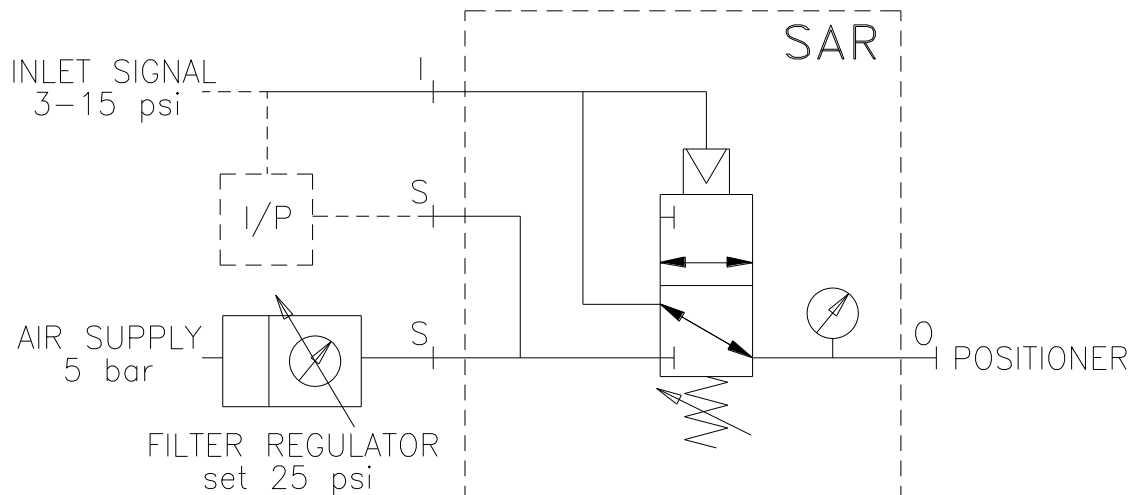 SAR
I
INLET SIGNAL
3-15 psi
S
I/P
AIR SUPPLY
5 bar
S
O
POSITIONER
FILTER REGULATOR
set 25 psi